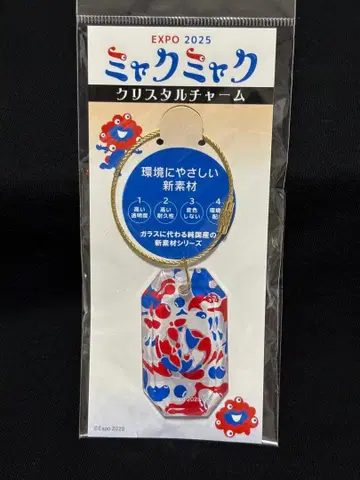 EXPO 2025
ミャクミャク
クリスタルチャーム
環境にやさしい
新素材
1 2 3 4
高い 高い 変色 環境
透明度 耐久性 しない 配
ガラスに代わる純国産の
新素材シリーズ
2025
©Expo 2025